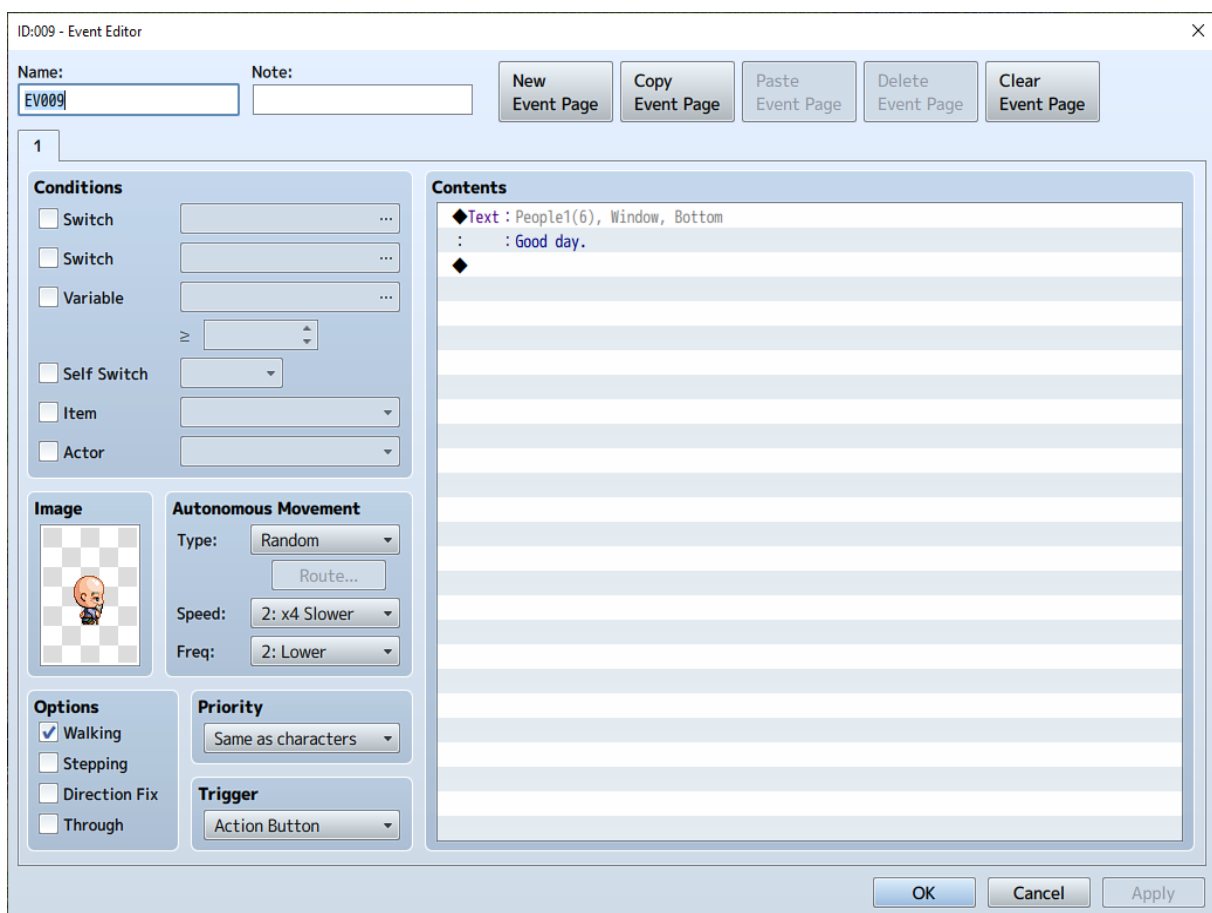 ID:009 - Event Editor
Name:
Note:
EV009
New Event Page
Copy Event Page
Paste Event Page
Delete Event Page
Clear Event Page
1
Conditions
Switch ...
Switch ...
Variable ...
≥
Self Switch
Item
Actor
Image
Autonomous Movement
Type: Random
Route...
Speed: 2: x4 Slower
Freq: 2: Lower
Options
Walking
Stepping
Direction Fix
Through
Priority
Same as characters
Trigger
Action Button
Contents
◆Text：People1(6), Window, Bottom
：　　：Good day.
◆
OK
Cancel
Apply